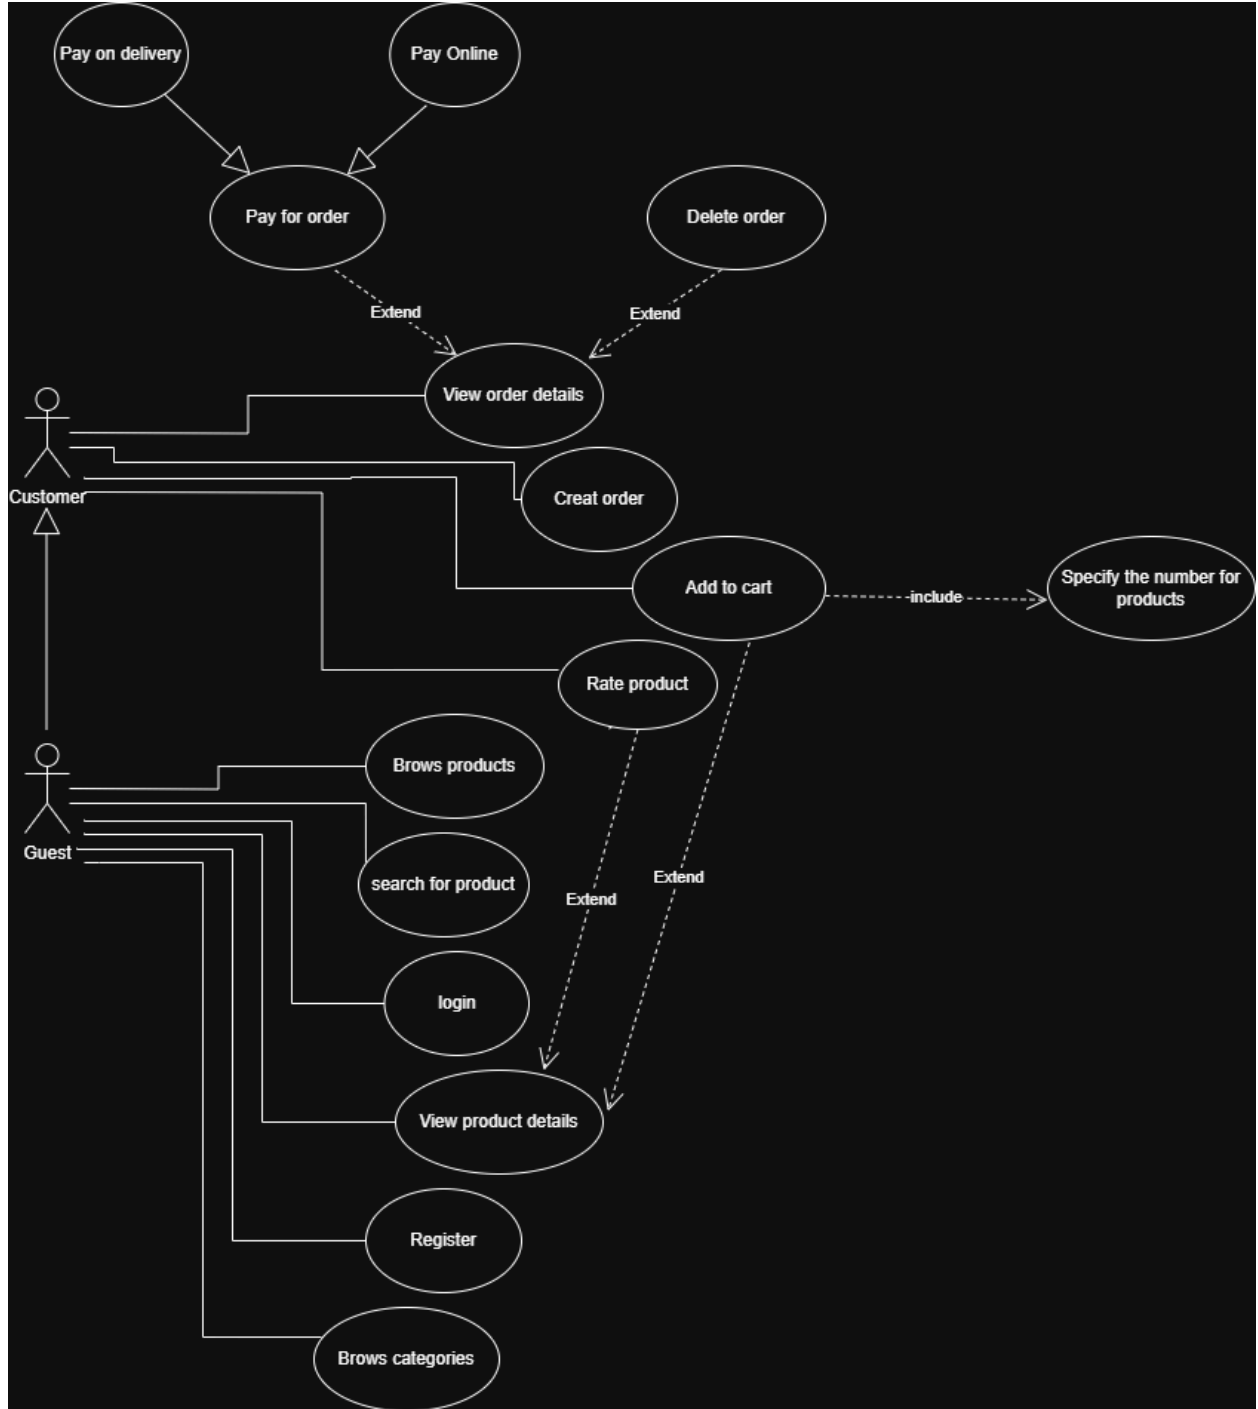 Pay on delivery
Pay Online
Pay for order
Delete order
Extend
Extend
View order details
Customer
Creat order
Add to cart
include
Specify the number for
products
Rate product
Brows products
Guest
search for product
Extend
Extend
login
View product details
Register
Brows categories